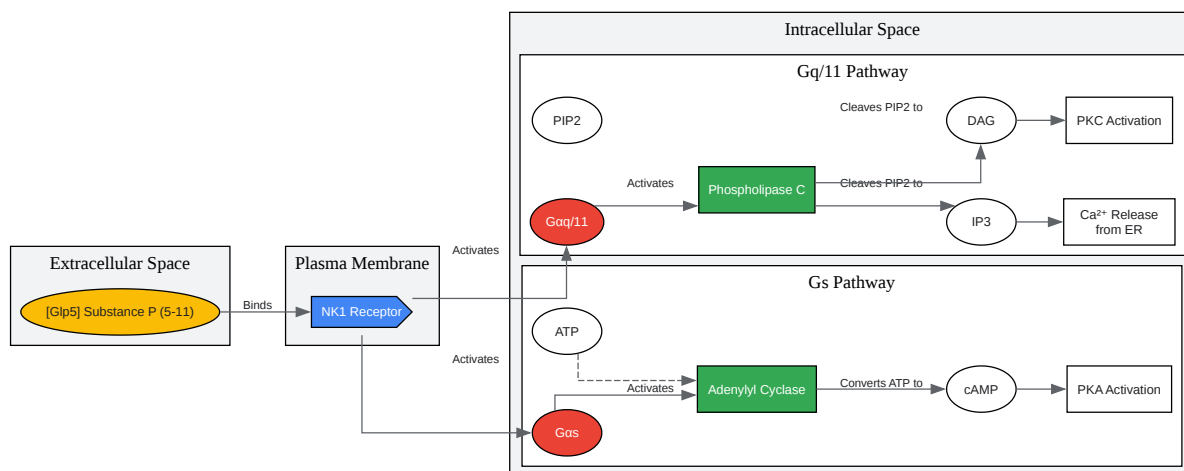 Intracellular Space
Gq/11 Pathway
PIP2
Cleaves PIP2 to
DAG
PKC Activation
Activates
Phospholipase C
Cleaves PIP2 to
Gαq/11
IP3
Ca²⁺ Release
from ER
Activates
Extracellular Space
Plasma Membrane
[Glp5] Substance P (5-11)
Binds
NK1 Receptor
Gs Pathway
ATP
Activates
Activates
Adenylyl Cyclase
Converts ATP to
cAMP
PKA Activation
Gαs